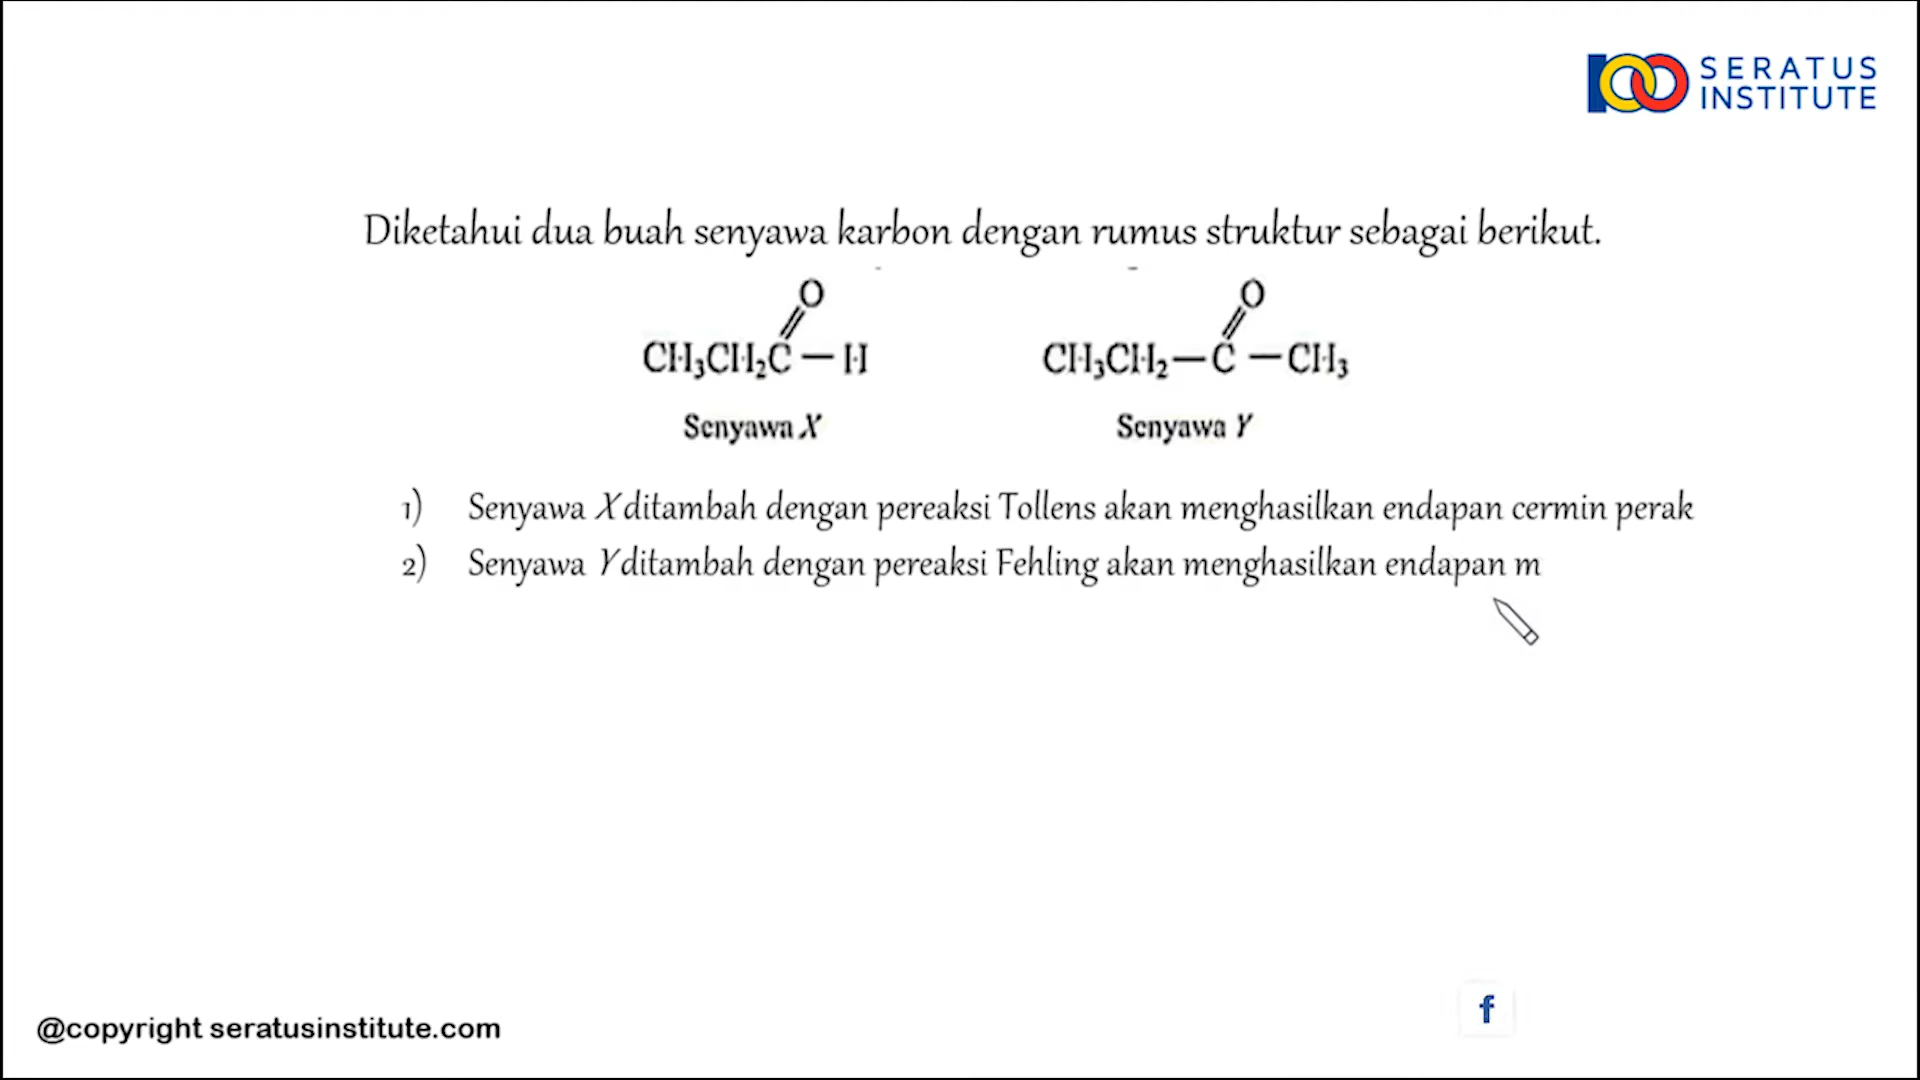 SERATUS
INSTITUTE
Diketahui dua buah senyawa karbon dengan rumus struktur sebagai berikut.
O
CH₃CH₂C — H
Senyawa X
O
CH₃CH₂ — C — CH₃
Senyawa Y
1) Senyawa X ditambah dengan pereaksi Tollens akan menghasilkan endapan cermin perak
2) Senyawa Y ditambah dengan pereaksi Fehling akan menghasilkan endapan m
f
@copyright seratusinstitute.com